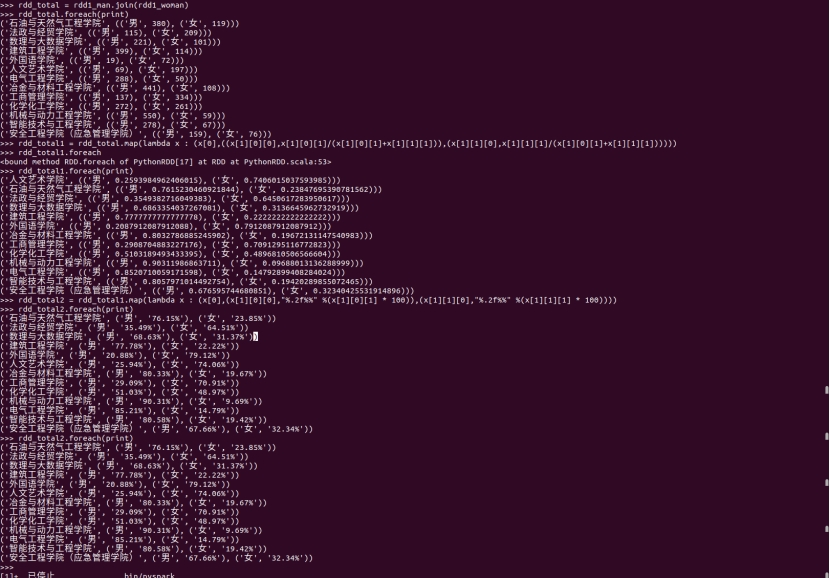 >>> rdd_total = rdd1_man.join(rdd1_woman)
>>> rdd_total.foreach(print)
('石油与天然气工程学院', (('男', 380), ('女', 119)))
('法政与经贸学院', (('男', 115), ('女', 209)))
('数理与大数据学院', (('男', 221), ('女', 101)))
('建筑工程学院', (('男', 399), ('女', 114)))
('外国语学院', (('男', 19), ('女', 72)))
('人文艺术学院', (('男', 69), ('女', 197)))
('电气工程学院', (('男', 288), ('女', 50)))
('冶金与材料工程学院', (('男', 441), ('女', 108)))
('工商管理学院', (('男', 137), ('女', 334)))
('化学化工学院', (('男', 272), ('女', 261)))
('机械与动力工程学院', (('男', 550), ('女', 59)))
('智能技术与工程学院', (('男', 278), ('女', 67)))
('安全工程学院（应急管理学院）', (('男', 159), ('女', 76)))
>>> rdd_total1 = rdd_total.map(lambda x : (x[0],((x[1][0][0],x[1][0][1]/(x[1][0][1]+x[1][1][1])),(x[1][1][0],x[1][1][1]/(x[1][0][1]+x[1][1][1])))))
>>> rdd_total1.foreach
<bound method RDD.foreach of PythonRDD[17] at RDD at PythonRDD.scala:53>
>>> rdd_total1.foreach(print)
('人文艺术学院', (('男', 0.2593984962406015), ('女', 0.7406015037593985)))
('石油与天然气工程学院', (('男', 0.7615230460921844), ('女', 0.23847695390781562)))
('法政与经贸学院', (('男', 0.3549382716049383), ('女', 0.6450617283950617)))
('数理与大数据学院', (('男', 0.6863354037267081), ('女', 0.3136645962732919)))
('建筑工程学院', (('男', 0.7777777777777778), ('女', 0.2222222222222222)))
('外国语学院', (('男', 0.2087912087912088), ('女', 0.7912087912087912)))
('冶金与材料工程学院', (('男', 0.8032786885245902), ('女', 0.19672131147540983)))
('工商管理学院', (('男', 0.2908704883227176), ('女', 0.7091295116772823)))
('化学化工学院', (('男', 0.5103189493433395), ('女', 0.4896810506566604)))
('机械与动力工程学院', (('男', 0.90311986863711), ('女', 0.09688013136288999)))
('电气工程学院', (('男', 0.8520710059171598), ('女', 0.14792899408284024)))
('智能技术与工程学院', (('男', 0.8057971014492754), ('女', 0.19420289855072465)))
('安全工程学院（应急管理学院）', (('男', 0.676595744680851), ('女', 0.32340425531914896)))
>>> rdd_total2 = rdd_total1.map(lambda x : (x[0],(x[1][0][0],"%.2f%%" %(x[1][0][1] * 100)),(x[1][1][0],"%.2f%%" %(x[1][1][1] * 100))))
>>> rdd_total2.foreach(print)
('石油与天然气工程学院', ('男', '76.15%'), ('女', '23.85%'))
('法政与经贸学院', ('男', '35.49%'), ('女', '64.51%'))
('数理与大数据学院', ('男', '68.63%'), ('女', '31.37%'))
('建筑工程学院', ('男', '77.78%'), ('女', '22.22%'))
('外国语学院', ('男', '20.88%'), ('女', '79.12%'))
('人文艺术学院', ('男', '25.94%'), ('女', '74.06%'))
('冶金与材料工程学院', ('男', '80.33%'), ('女', '19.67%'))
('工商管理学院', ('男', '29.09%'), ('女', '70.91%'))
('化学化工学院', ('男', '51.03%'), ('女', '48.97%'))
('机械与动力工程学院', ('男', '90.31%'), ('女', '9.69%'))
('电气工程学院', ('男', '85.21%'), ('女', '14.79%'))
('智能技术与工程学院', ('男', '80.58%'), ('女', '19.42%'))
('安全工程学院（应急管理学院）', ('男', '67.66%'), ('女', '32.34%'))
>>> rdd_total2.foreach(print)
('石油与天然气工程学院', ('男', '76.15%'), ('女', '23.85%'))
('法政与经贸学院', ('男', '35.49%'), ('女', '64.51%'))
('数理与大数据学院', ('男', '68.63%'), ('女', '31.37%'))
('建筑工程学院', ('男', '77.78%'), ('女', '22.22%'))
('外国语学院', ('男', '20.88%'), ('女', '79.12%'))
('人文艺术学院', ('男', '25.94%'), ('女', '74.06%'))
('冶金与材料工程学院', ('男', '80.33%'), ('女', '19.67%'))
('工商管理学院', ('男', '29.09%'), ('女', '70.91%'))
('化学化工学院', ('男', '51.03%'), ('女', '48.97%'))
('机械与动力工程学院', ('男', '90.31%'), ('女', '9.69%'))
('电气工程学院', ('男', '85.21%'), ('女', '14.79%'))
('智能技术与工程学院', ('男', '80.58%'), ('女', '19.42%'))
('安全工程学院（应急管理学院）', ('男', '67.66%'), ('女', '32.34%'))
>>>
[1]+ 已停止 bin/pyspark